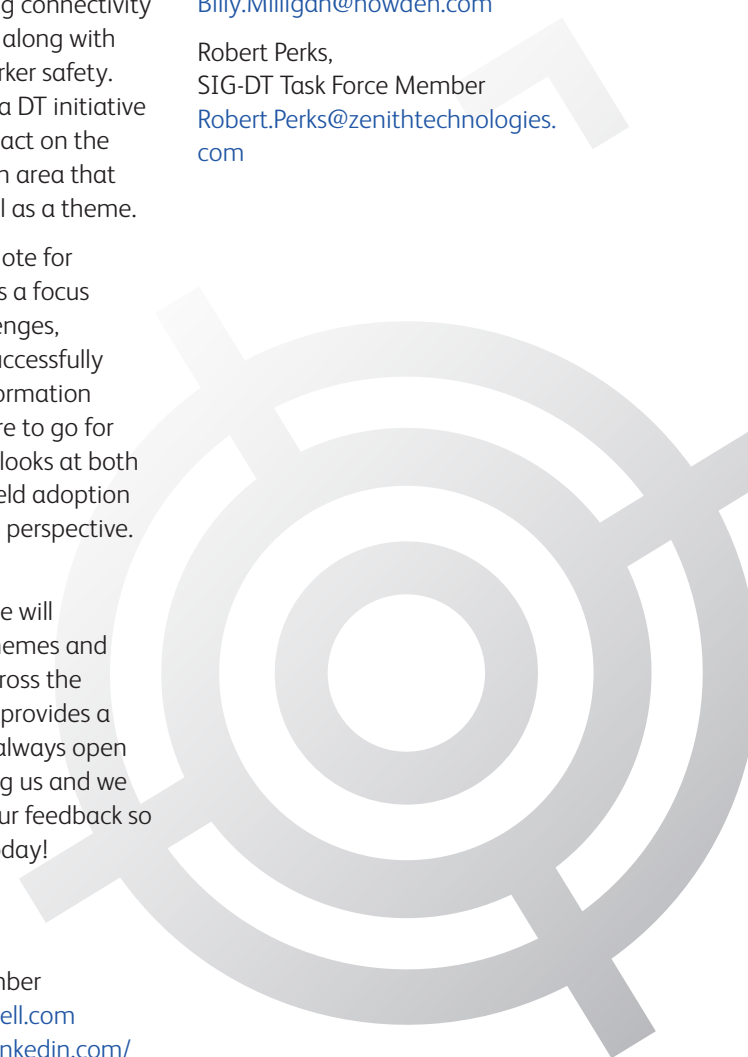 g connectivity
along with
rker safety.
a DT initiative
act on the
n area that
l as a theme.
ote for
s a focus
enges,
uccessfully
ormation
re to go for
looks at both
eld adoption
perspective.
e will
hemes and
ross the
provides a
always open
g us and we
ur feedback so
oday!
mber
ell.com
nkedin.com/
Billy.Milligan@howden.com
Robert Perks,
SIG-DT Task Force Member
Robert.Perks@zenithtechnologies.
com